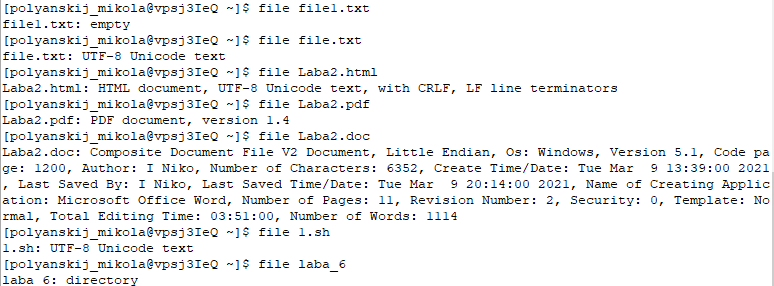 [polyanskij_mikola@vpsj3IeQ ~]$ file file1.txt
file1.txt: empty
[polyanskij_mikola@vpsj3IeQ ~]$ file file.txt
file.txt: UTF-8 Unicode text
[polyanskij_mikola@vpsj3IeQ ~]$ file Laba2.html
Laba2.html: HTML document, UTF-8 Unicode text, with CRLF, LF line terminators
[polyanskij_mikola@vpsj3IeQ ~]$ file Laba2.pdf
Laba2.pdf: PDF document, version 1.4
[polyanskij_mikola@vpsj3IeQ ~]$ file Laba2.doc
Laba2.doc: Composite Document File V2 Document, Little Endian, Os: Windows, Version 5.1, Code pa
ge: 1200, Author: I Niko, Number of Characters: 6352, Create Time/Date: Tue Mar  9 13:39:00 2021
, Last Saved By: I Niko, Last Saved Time/Date: Tue Mar  9 20:14:00 2021, Name of Creating Applic
ation: Microsoft Office Word, Number of Pages: 11, Revision Number: 2, Security: 0, Template: No
rmal, Total Editing Time: 03:51:00, Number of Words: 1114
[polyanskij_mikola@vpsj3IeQ ~]$ file 1.sh
1.sh: UTF-8 Unicode text
[polyanskij_mikola@vpsj3IeQ ~]$ file laba_6
laba_6: directory